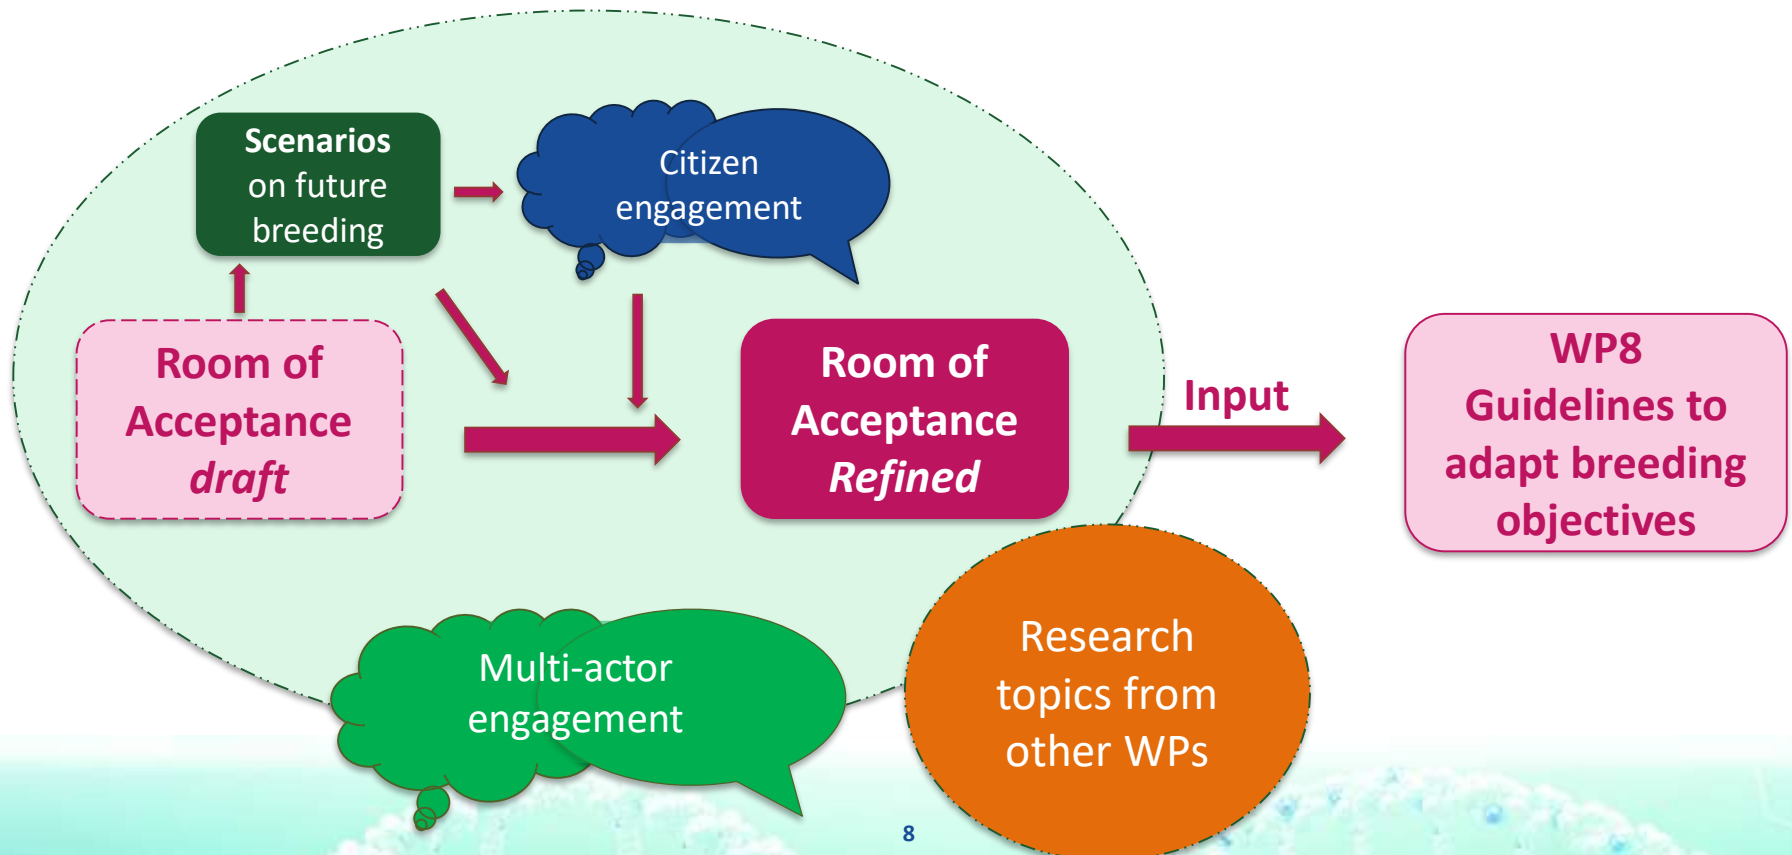 Scenarios
on future
breeding
Citizen
engagement
Room of
Acceptance
draft
Room of
Acceptance
Refined
Input
WP8
Guidelines to
adapt breeding
objectives
Multi-actor
engagement
Research
topics from
other WPs
8